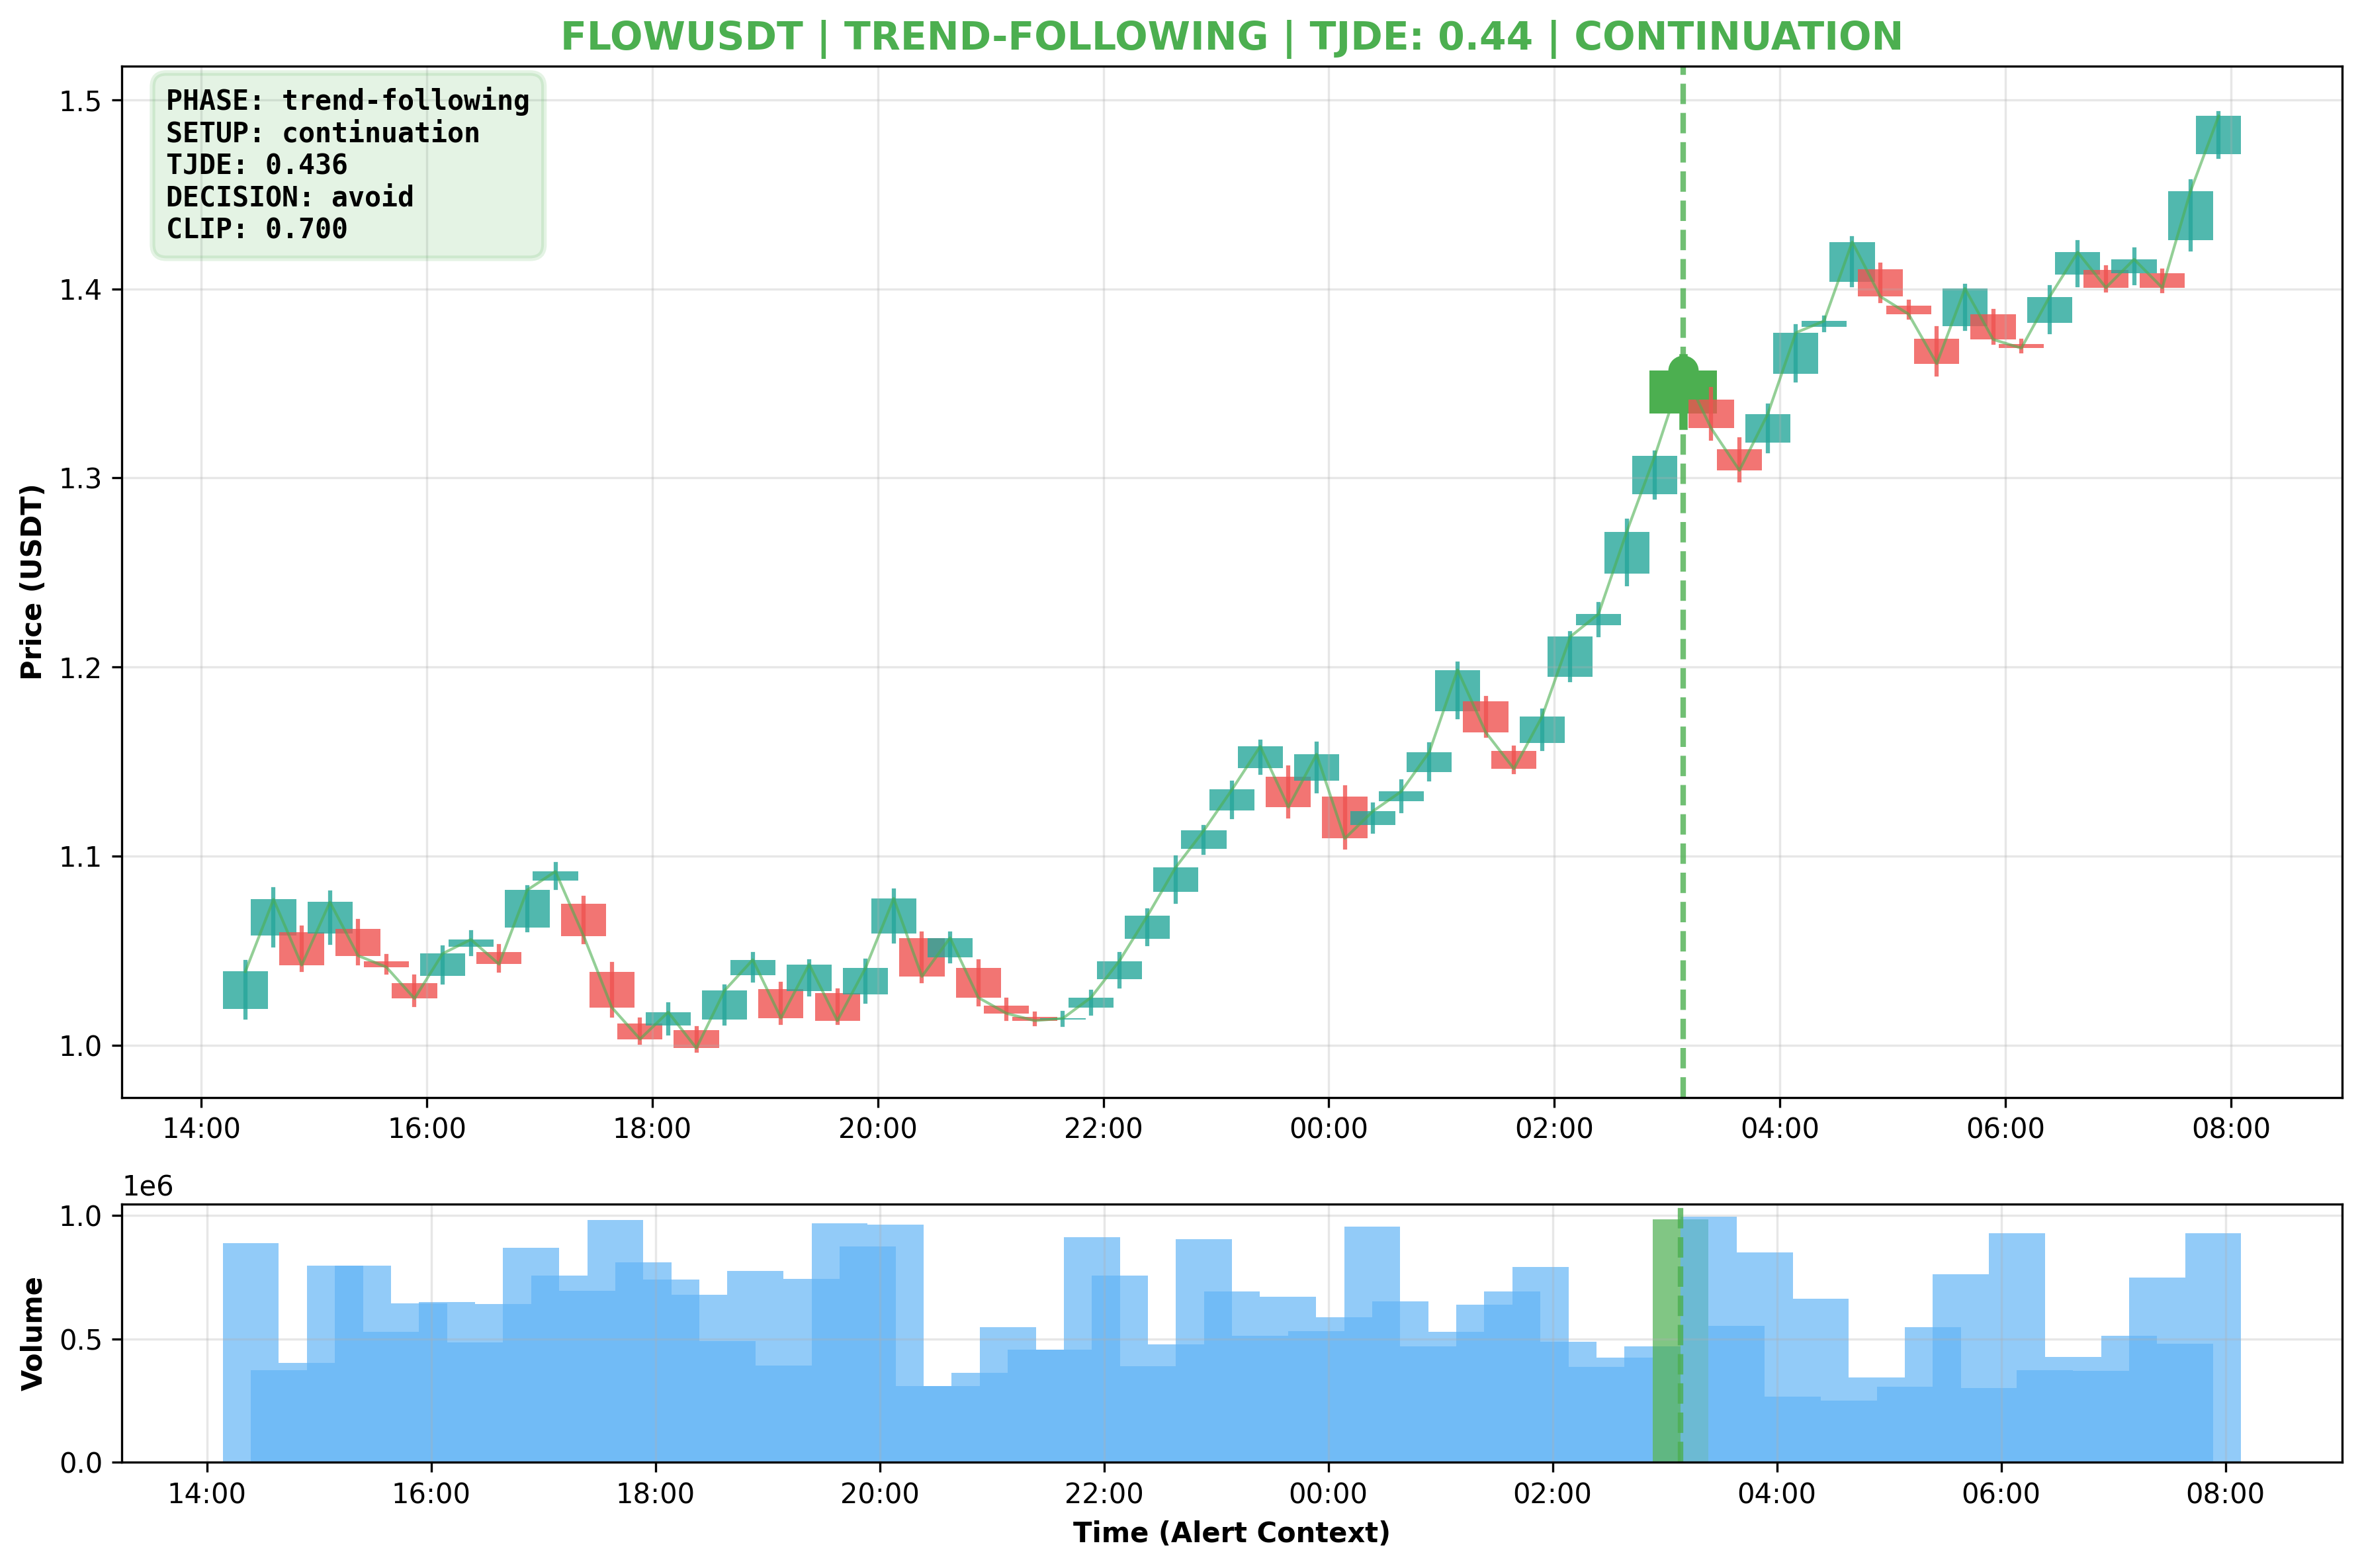 FLOWUSDT | TREND-FOLLOWING | TJDE: 0.44 | CONTINUATION
PHASE: trend-following
SETUP: continuation
TJDE: 0.436
DECISION: avoid
CLIP: 0.700
Price (USDT)
1.5
1.4
1.3
1.2
1.1
1.0
14:00 16:00 18:00 20:00 22:00 00:00 02:00 04:00 06:00 08:00
1e6
Volume
1.0
0.5
0.0
14:00 16:00 18:00 20:00 22:00 00:00 02:00 04:00 06:00 08:00
Time (Alert Context)